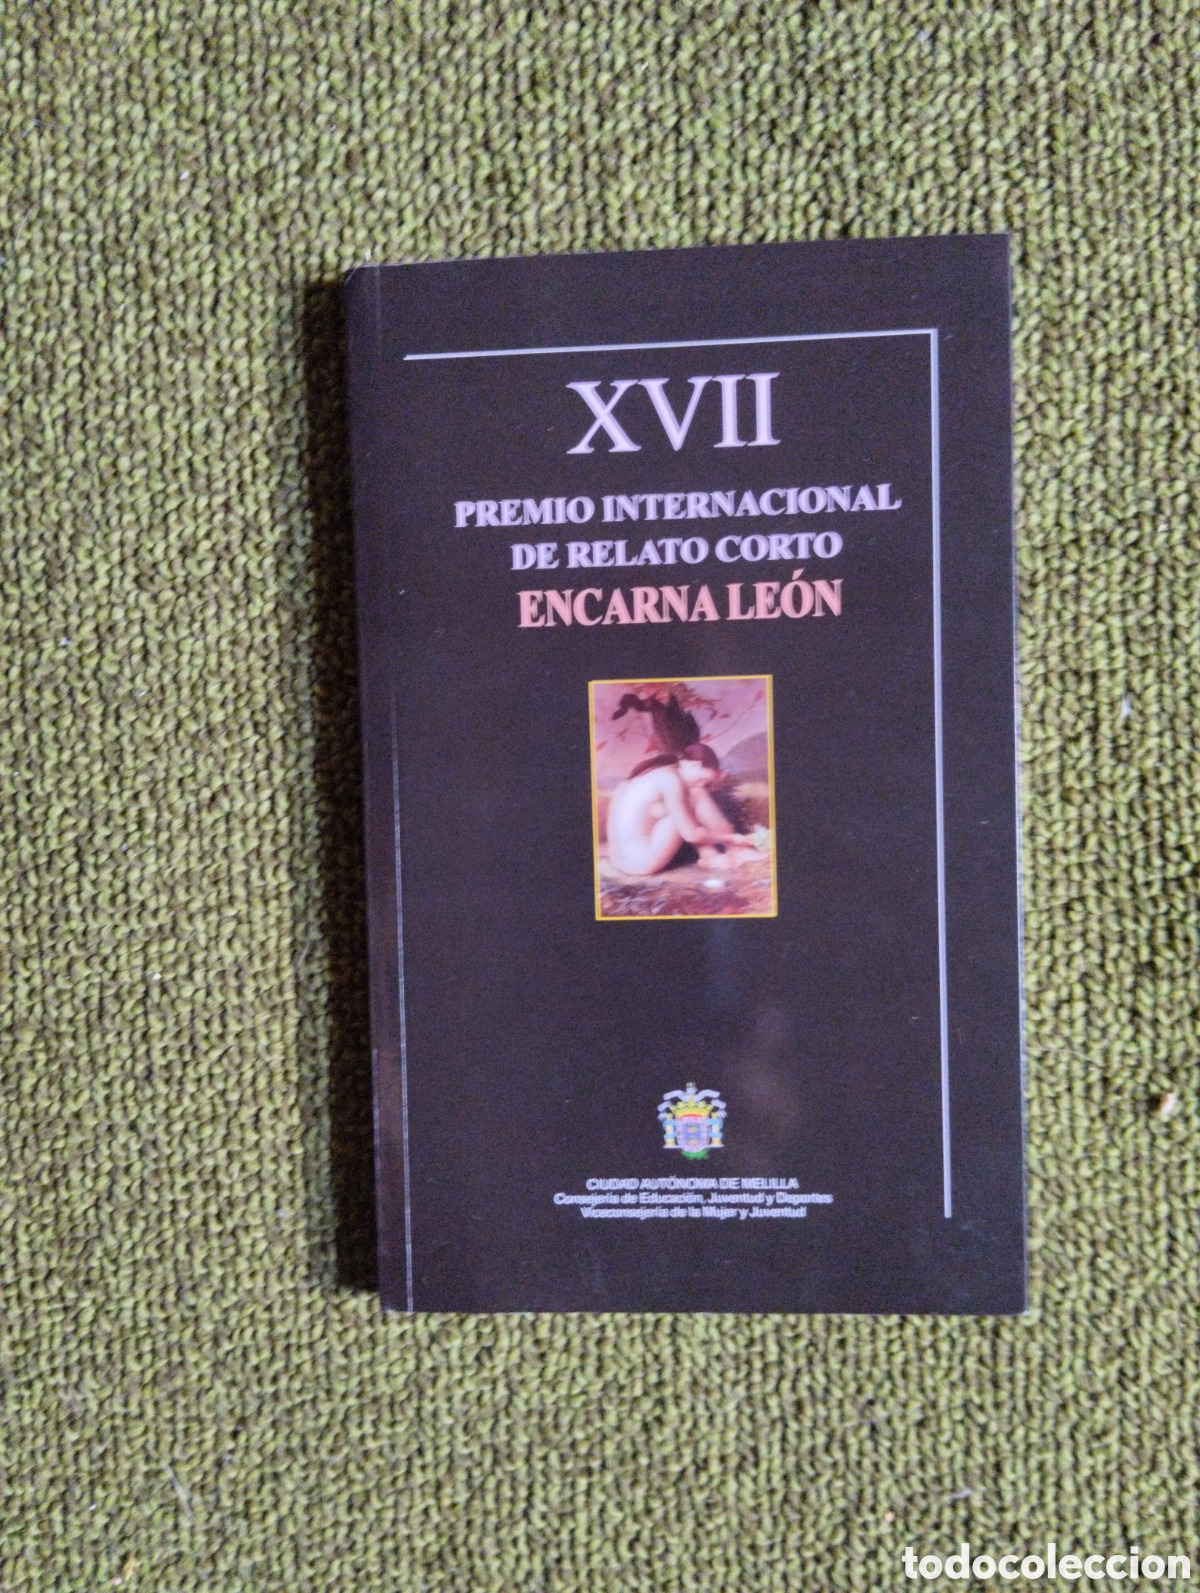 XVII
PREMIO INTERNACIONAL
DE RELATO CORTO
ENCARNA LEÓN
CIUDAD AUTÓNOMA DE MELILLA
Consejería de Educación, Juventud y Deportes
Viceconsejería de la Mujer y Juventud
todocoleccion